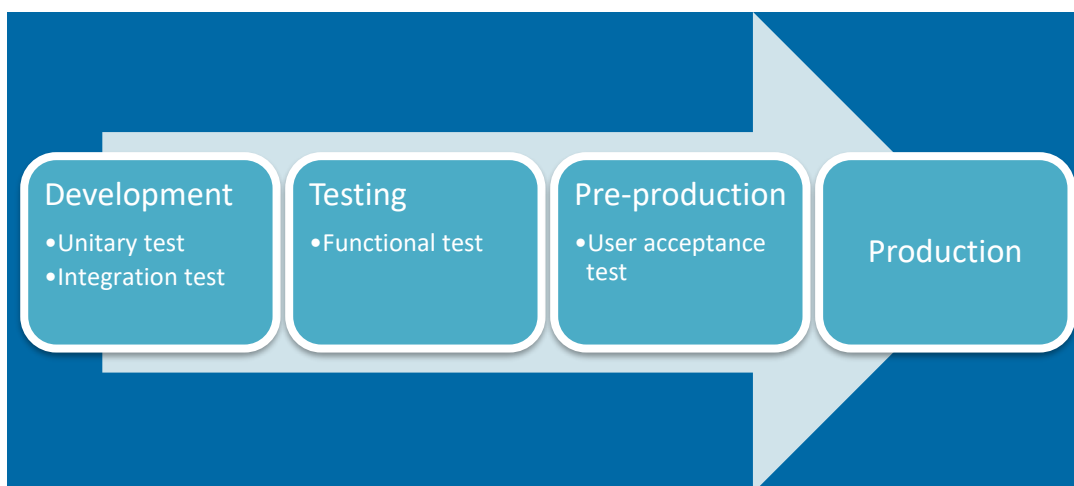 Development
•Unitary test
•Integration test
Testing
•Functional test
Pre-production
•User acceptance
test
Production